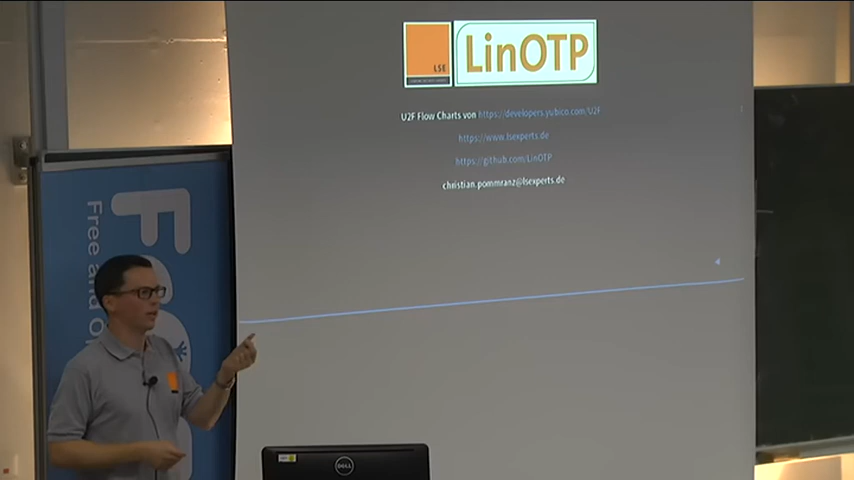 LSE
LinOTP
U2F Flow Charts von https://developers.yubico.com/U2F
https://www.lsexperts.de
https://github.com/LinOTP
christian.pommranz@lsexperts.de
Free and O
DELL